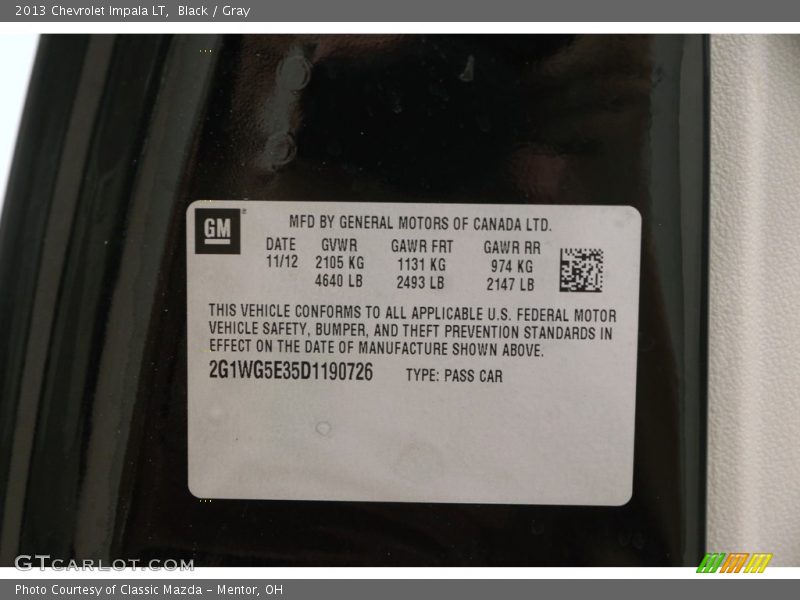 2013 Chevrolet Impala LT, Black / Gray
GM
MFD BY GENERAL MOTORS OF CANADA LTD.
DATE GVWR GAWR FRT GAWR RR
11/12 2105 KG 1131 KG 974 KG
4640 LB 2493 LB 2147 LB
THIS VEHICLE CONFORMS TO ALL APPLICABLE U.S. FEDERAL MOTOR
VEHICLE SAFETY, BUMPER, AND THEFT PREVENTION STANDARDS IN
EFFECT ON THE DATE OF MANUFACTURE SHOWN ABOVE.
2G1WG5E35D1190726 TYPE: PASS CAR
GTCARLOT.COM
Photo Courtesy of Classic Mazda - Mentor, OH